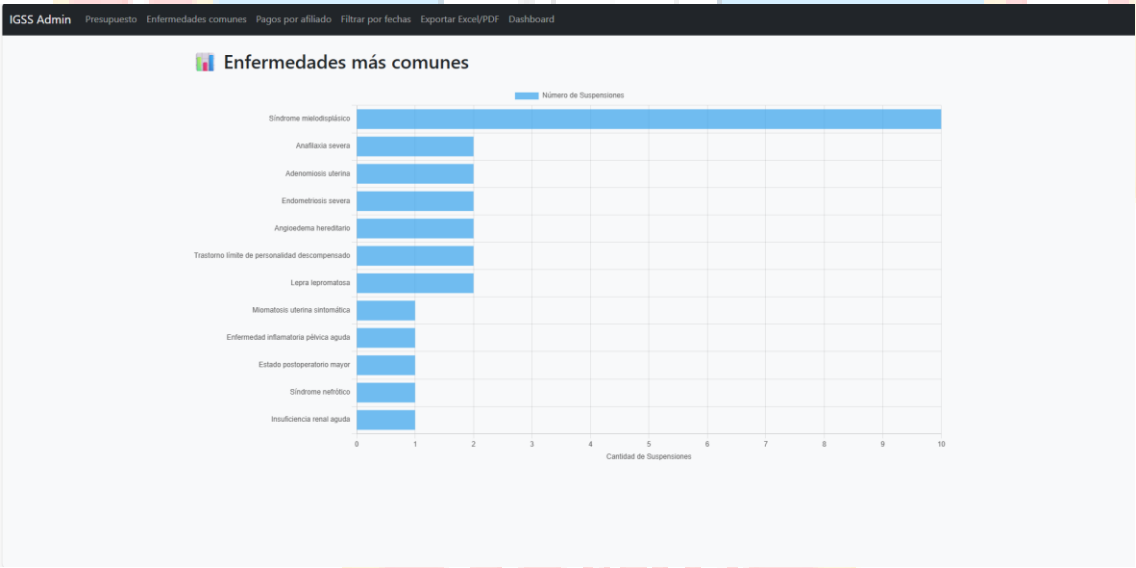 IGSS Admin Presupuesto Enfermedades comunes Pagos por afiliado Filtrar por fechas Exportar Excel/PDF Dashboard
Enfermedades más comunes
Número de Suspensiones
Síndrome mielodisplásico
Anafilaxia severa
Adenomiosis uterina
Endometriosis severa
Angioedema hereditario
Trastorno límite de personalidad descompensado
Lepra lepromatosa
Miomatosis uterina sintomática
Enfermedad inflamatoria pélvica aguda
Estado postoperatorio mayor
Síndrome nefrótico
Insuficiencia renal aguda
0 1 2 3 4 5 6 7 8 9 10
Cantidad de Suspensiones